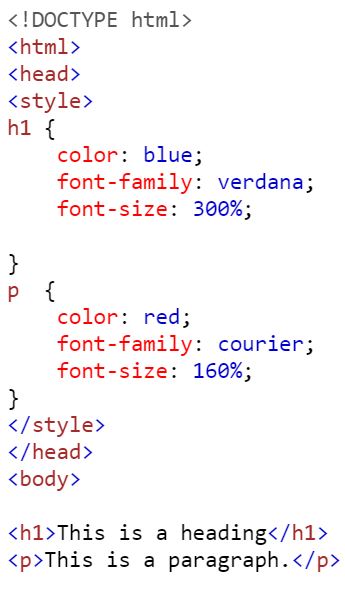 <!DOCTYPE html>
<html>
<head>
<style>
h1 {
    color: blue;
    font-family: verdana;
    font-size: 300%;

}
p  {
    color: red;
    font-family: courier;
    font-size: 160%;
}
</style>
</head>
<body>

<h1>This is a heading</h1>
<p>This is a paragraph.</p>